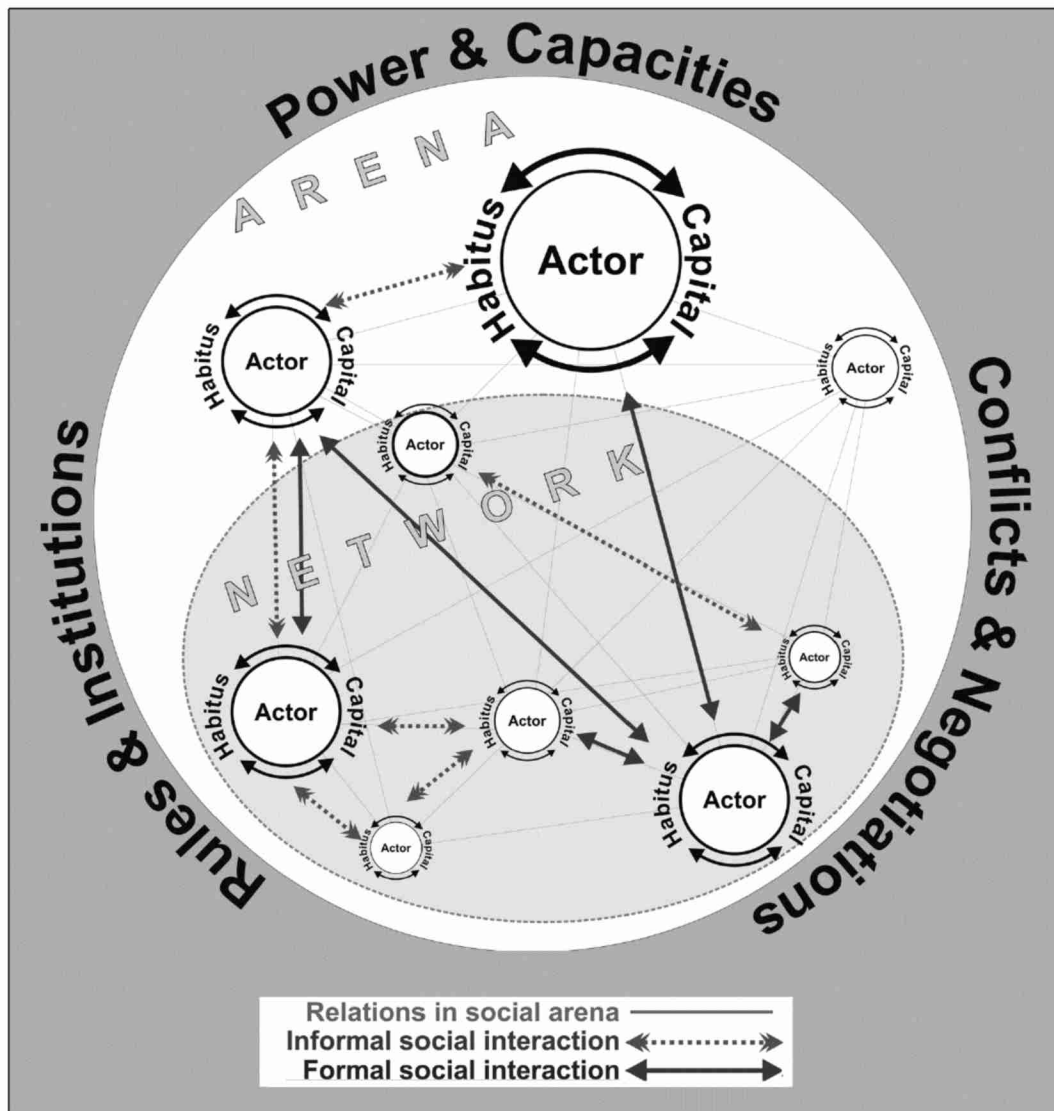 Power & Capacities
ARENA
Habitus
Actor
Capital
Habitus
Actor
Capital
Habitus
Actor
Capital
Habitus
Actor
Capital
NETWORK
Rules & Institutions
Conflicts & Negotiations
Habitus
Actor
Capital
Habitus
Actor
Capital
Habitus
Actor
Capital
Habitus
Actor
Capital
Habitus
Actor
Capital
Relations in social arena
Informal social interaction
Formal social interaction